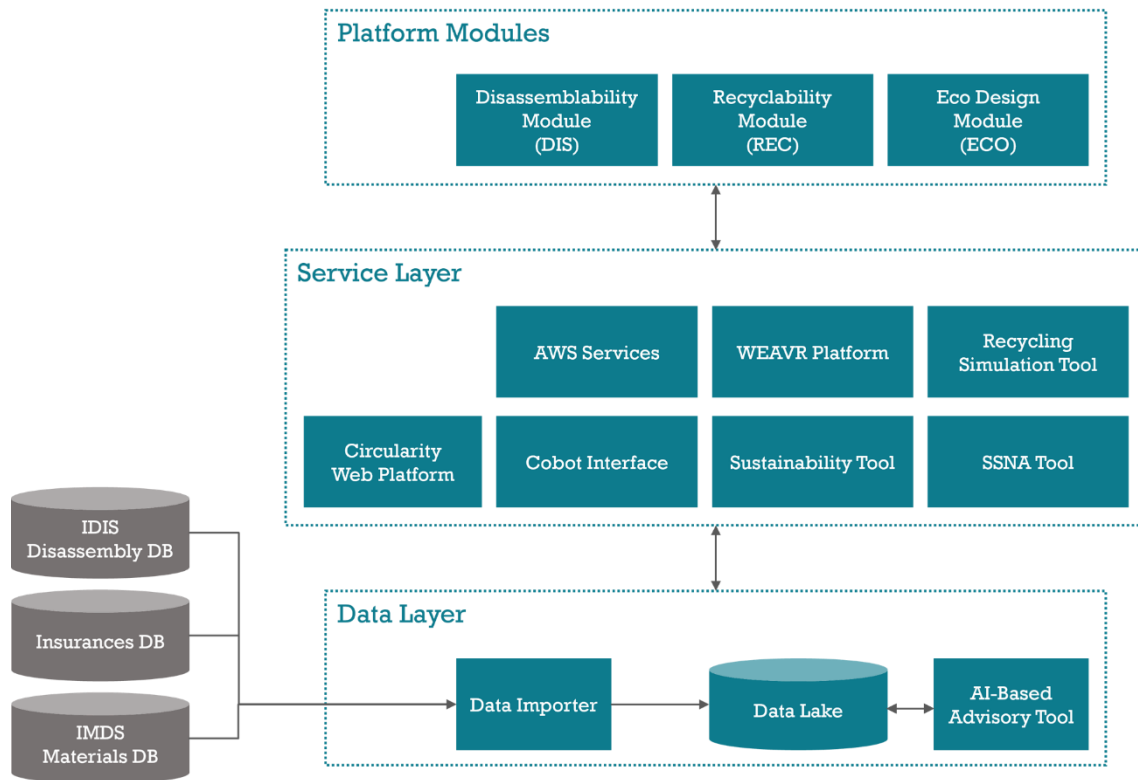 Platform Modules
Disassemblability
Module
(DIS)
Recyclability
Module
(REC)
Eco Design
Module
(ECO)
Service Layer
AWS Services
WEAVR Platform
Recycling
Simulation Tool
Circularity
Web Platform
Cobot Interface
Sustainability Tool
SSNA Tool
IDIS
Disassembly DB
Insurances DB
IMDS
Materials DB
Data Layer
Data Importer
Data Lake
AI-Based
Advisory Tool